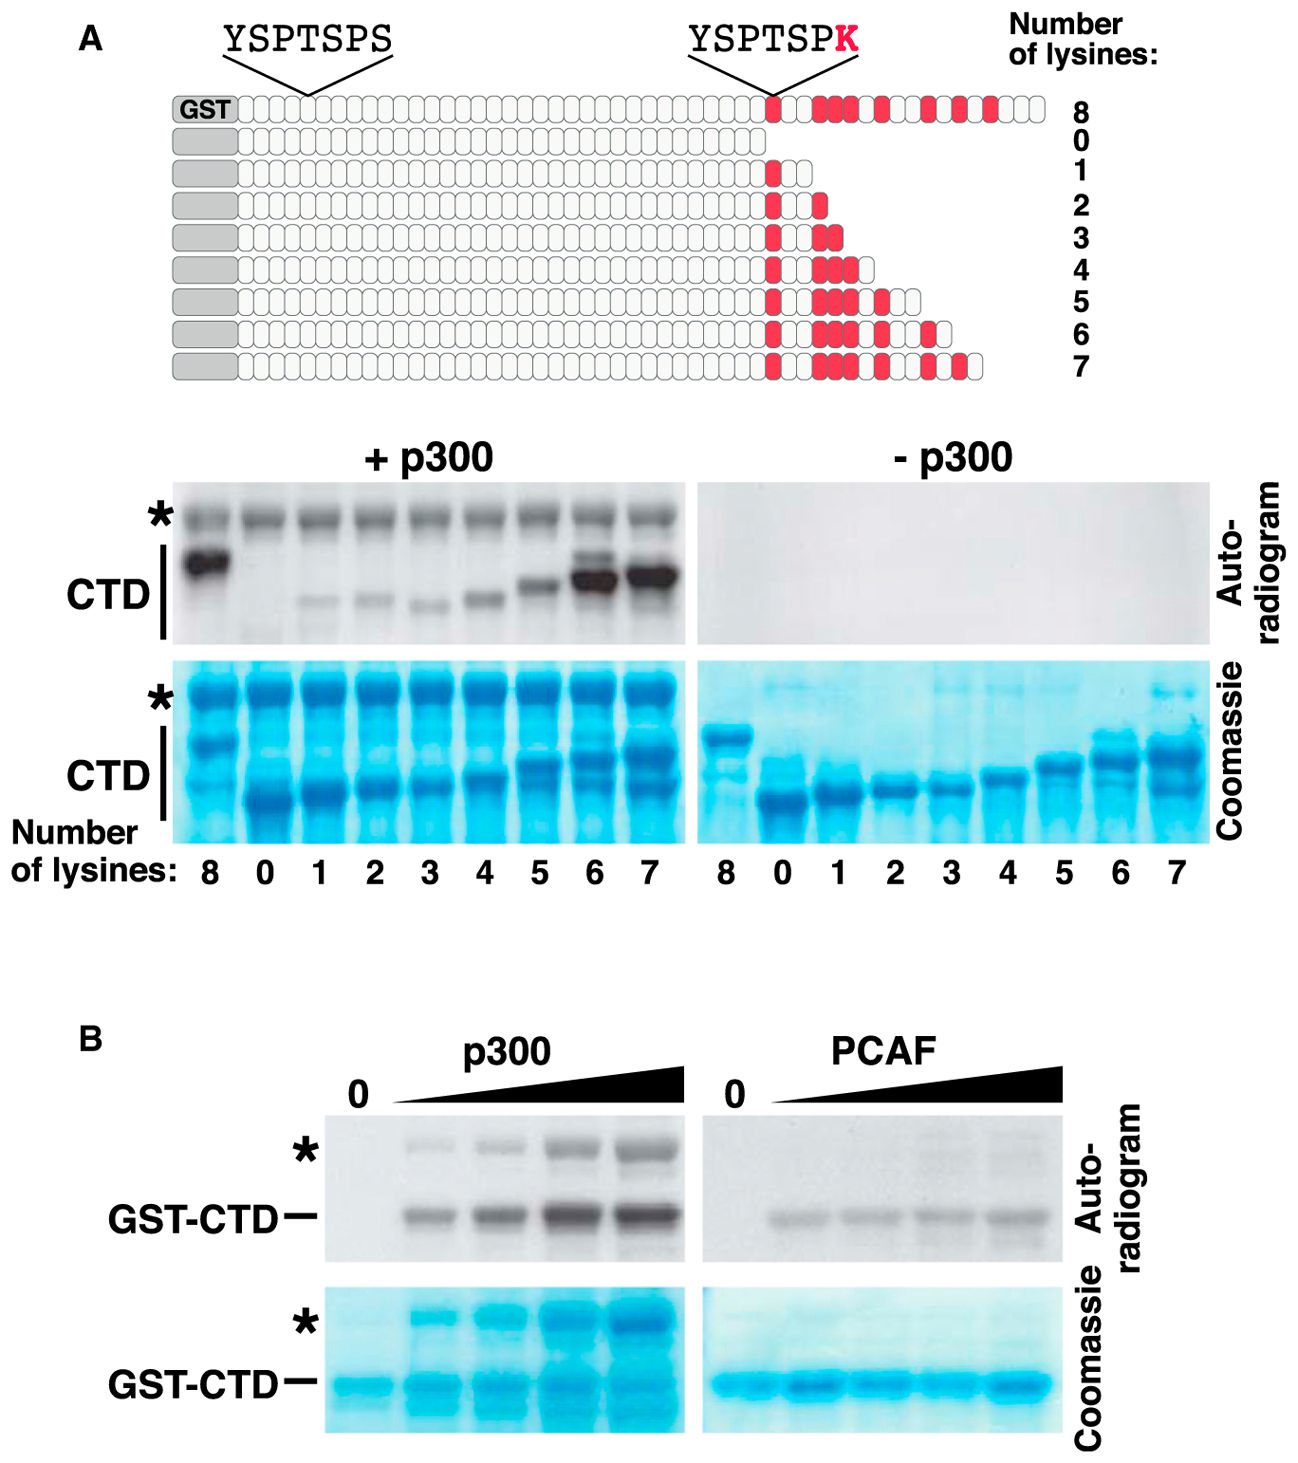 A
YSPTSPS
YSPTSPK
Number
of lysines:
GST
8
0
1
2
3
4
5
6
7
+ p300
- p300
*
CTD
Auto-
radiogram
*
CTD
Coomassie
Number
of lysines: 8 0 1 2 3 4 5 6 7 8 0 1 2 3 4 5 6 7
B
p300
PCAF
0
0
*
GST-CTD
Auto-
radiogram
*
GST-CTD
Coomassie